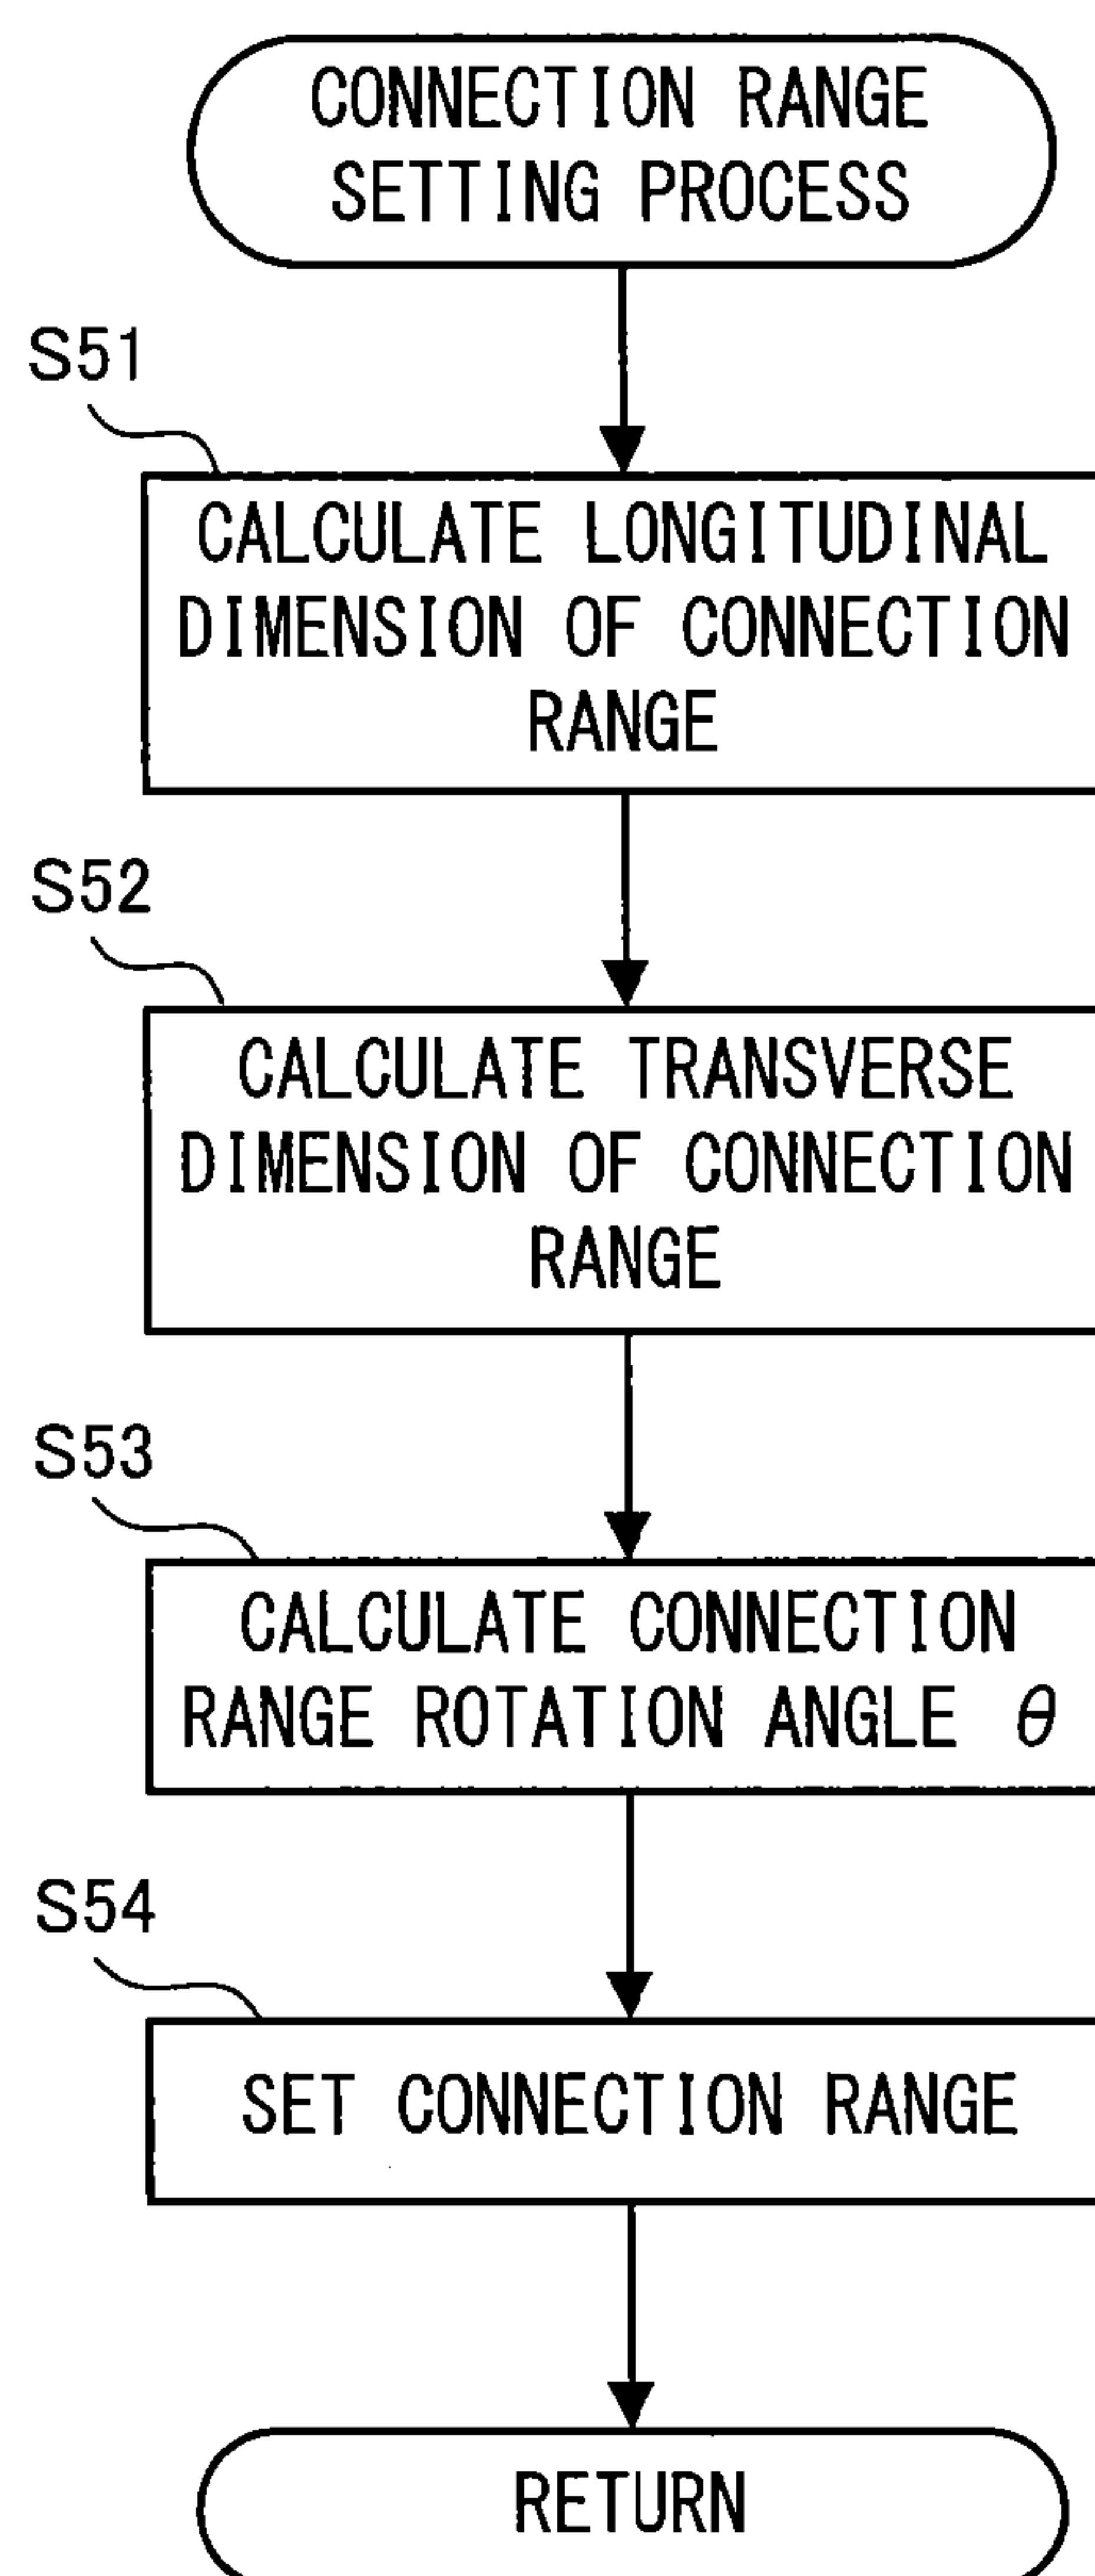 CONNECTION RANGE
SETTING PROCESS
S51
CALCULATE LONGITUDINAL
DIMENSION OF CONNECTION
RANGE
S52
CALCULATE TRANSVERSE
DIMENSION OF CONNECTION
RANGE
S53
CALCULATE CONNECTION
RANGE ROTATION ANGLE θ
S54
SET CONNECTION RANGE
RETURN